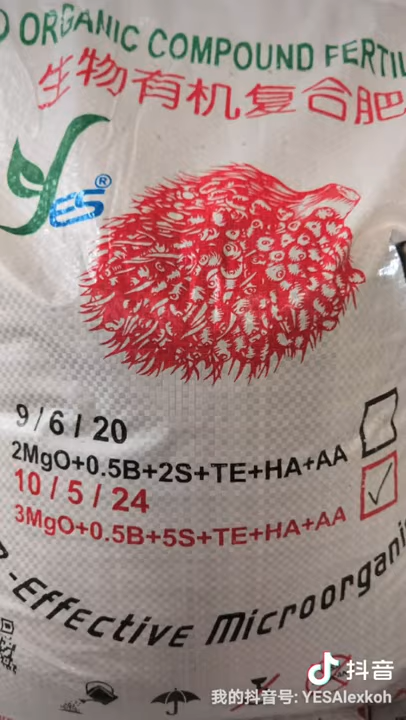 ORGANIC COMPOUND
生物有机复合肥
YES®
9/6/20
2MgO+0.5B+2S+TE+HA+AA
10/5/24
3MgO+0.5B+5S+TE+HA+AA
-Effective
抖音
我的抖音号: YESAlexkoh